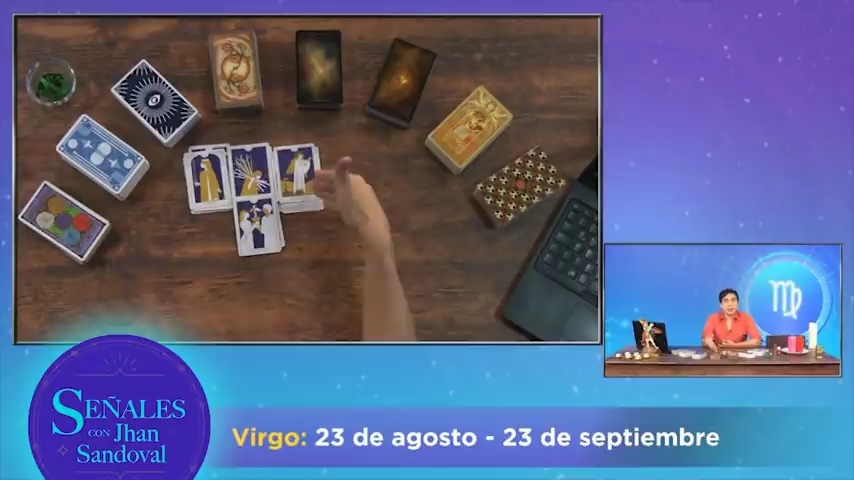 SEÑALES
CON Jhan
Sandoval
Virgo: 23 de agosto - 23 de septiembre